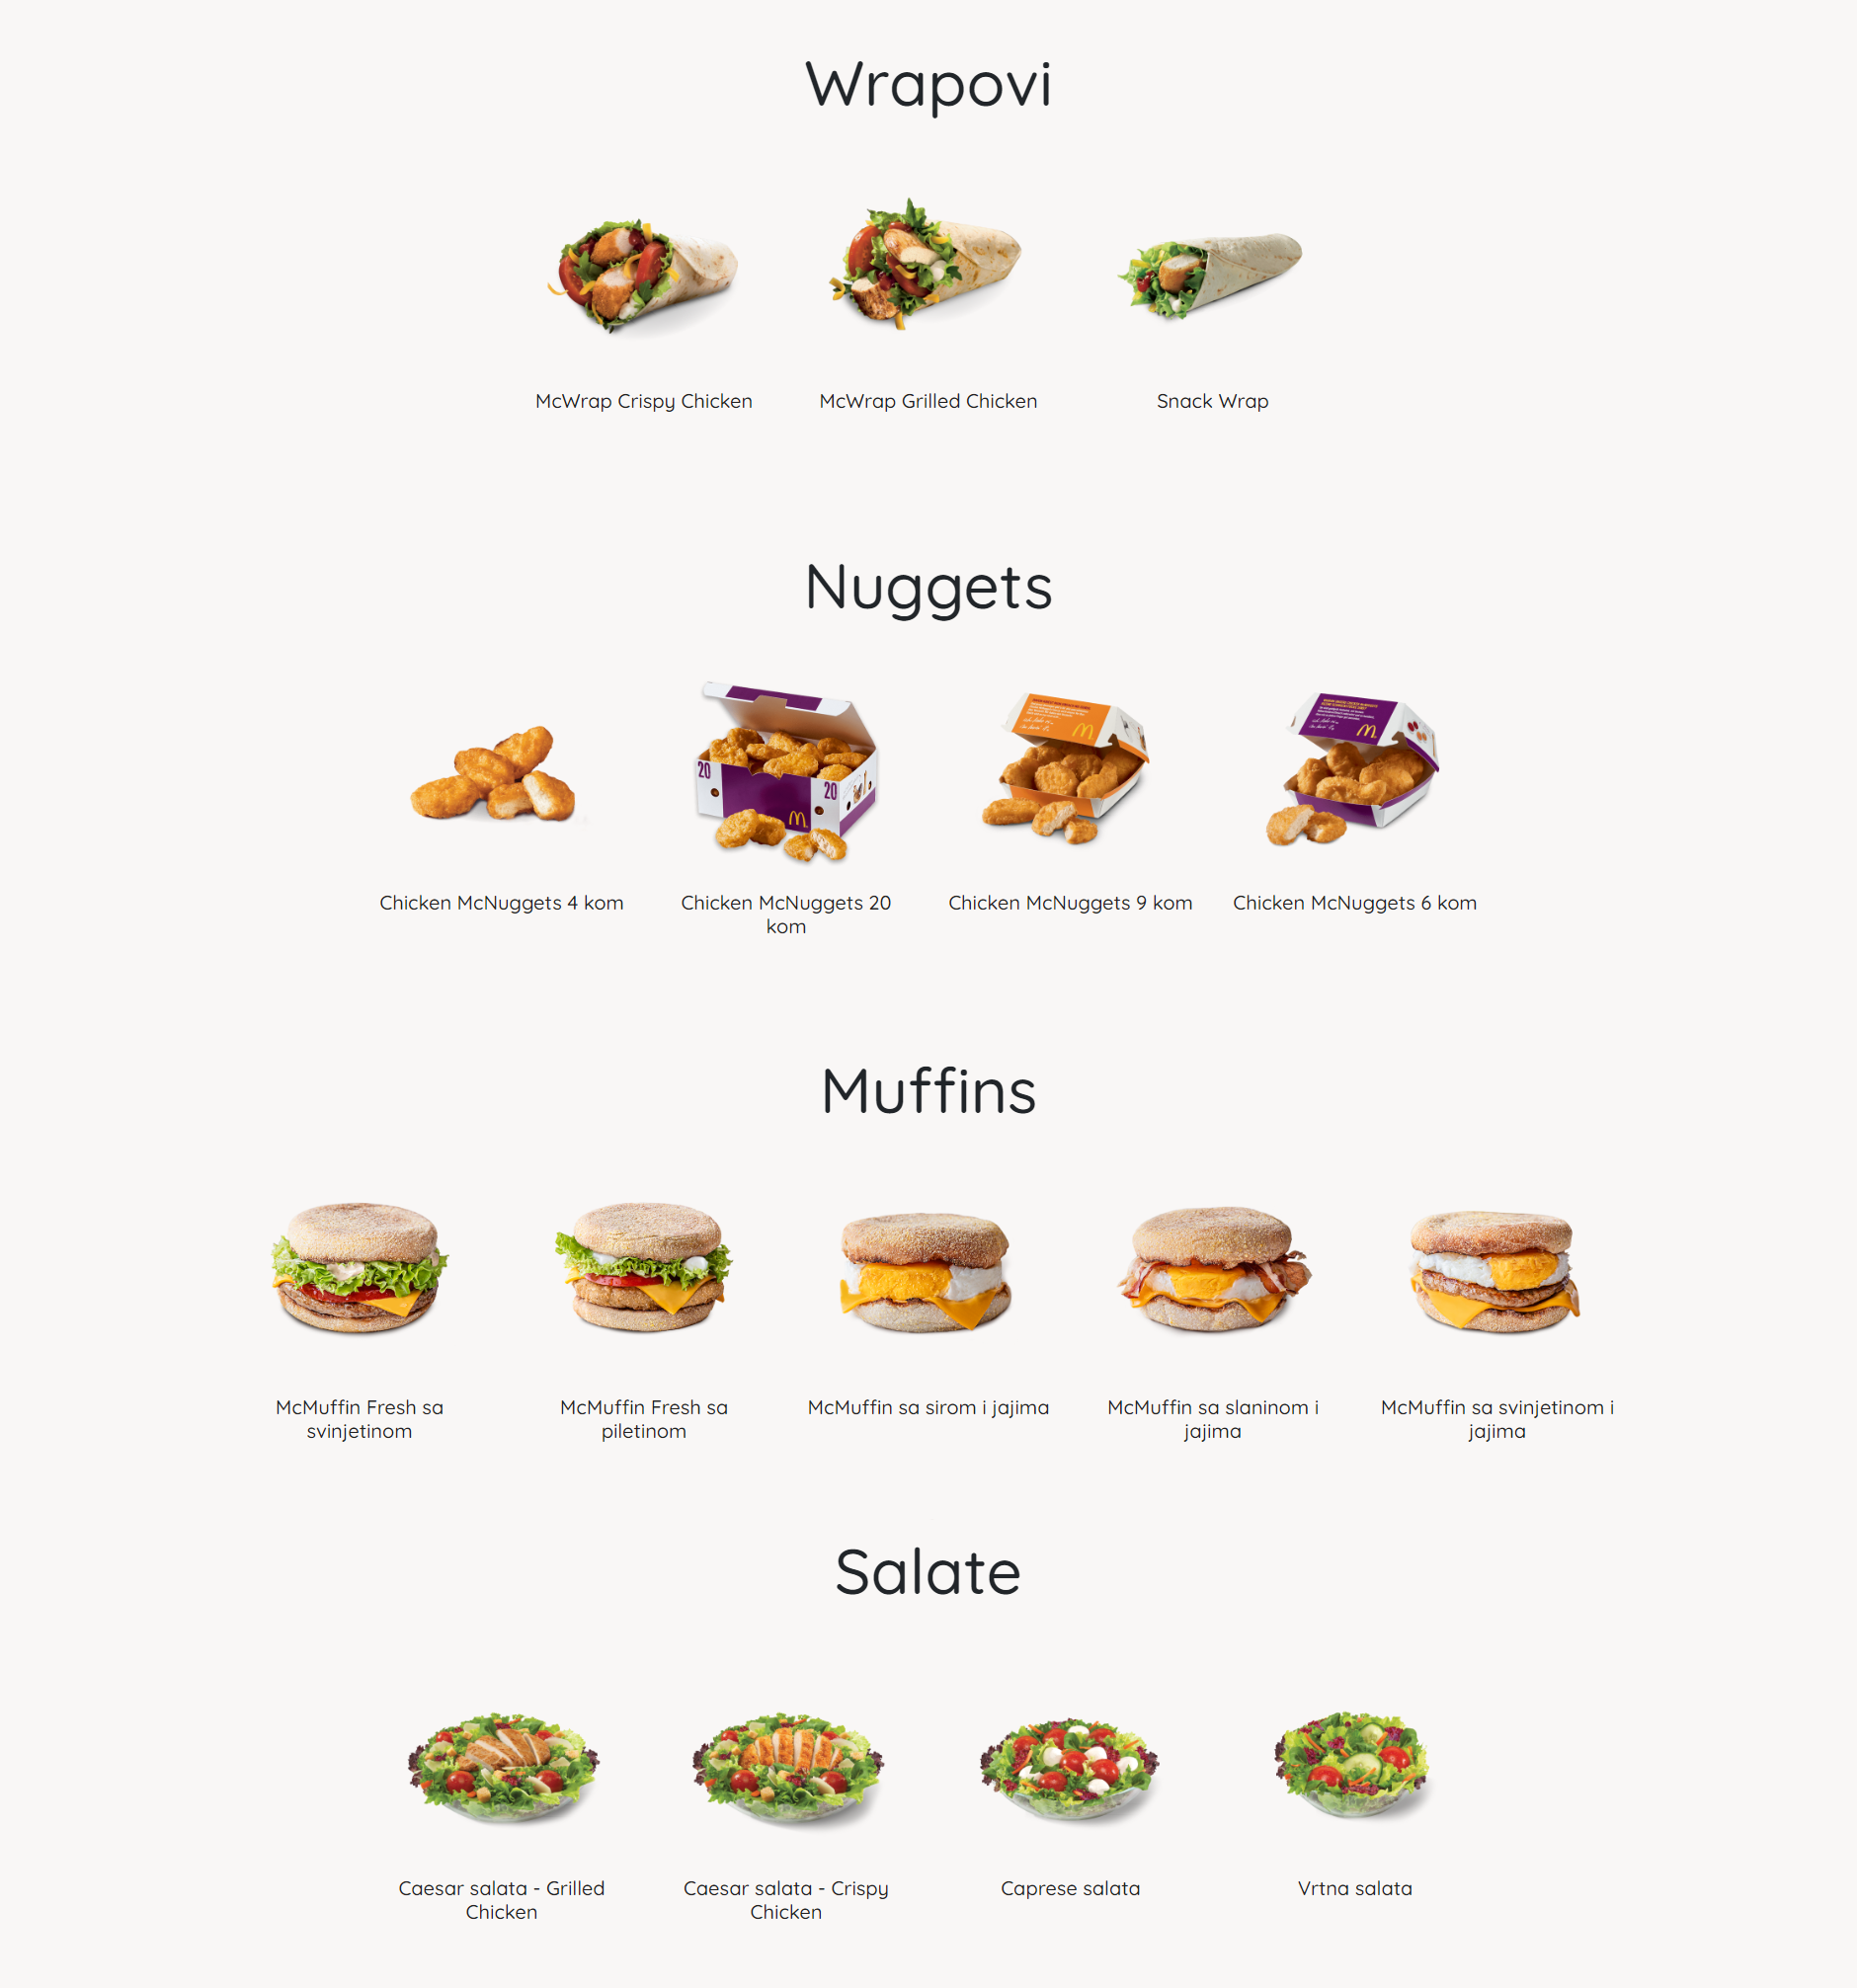 Wrapovi
McWrap Crispy Chicken
McWrap Grilled Chicken
Snack Wrap
Nuggets
20
20
Chicken McNuggets 4 kom
Chicken McNuggets 20
kom
Chicken McNuggets 9 kom
Chicken McNuggets 6 kom
Muffins
McMuffin Fresh sa
svinjetinom
McMuffin Fresh sa
piletinom
McMuffin sa sirom i jajima
McMuffin sa slaninom i
jajima
McMuffin sa svinjetinom i
jajima
Salate
Caesar salata - Grilled
Chicken
Caesar salata - Crispy
Chicken
Caprese salata
Vrtna salata